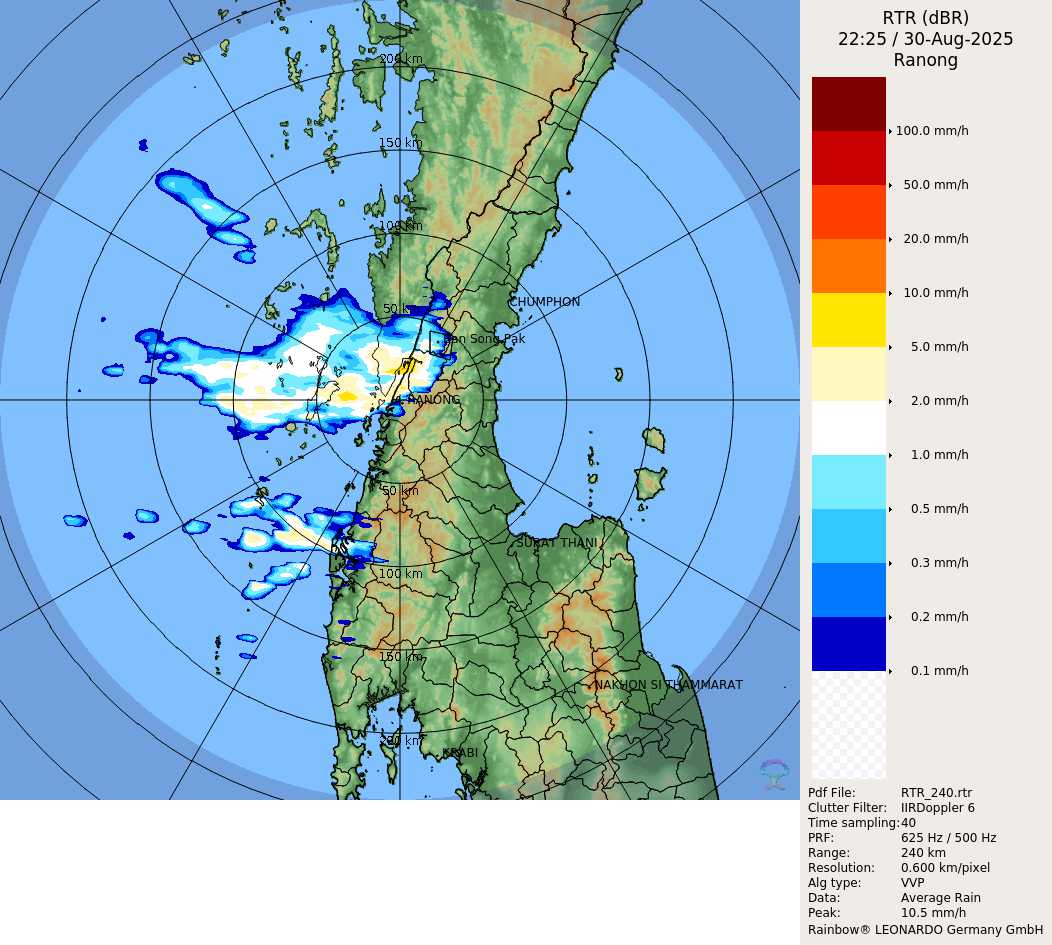 RTR (dBR)
22:25 / 30-Aug-2025
Ranong
200 km
150 km
100 km
50 k
CHUMPHON
Ban Song Pak
RANONG
50 km
SURAT THANI
100 km
150 km
NAKHON SI THAMMARAT
200 km
KRABI
100.0 mm/h
50.0 mm/h
20.0 mm/h
10.0 mm/h
5.0 mm/h
2.0 mm/h
1.0 mm/h
0.5 mm/h
0.3 mm/h
0.2 mm/h
0.1 mm/h
Pdf File: RTR_240.rtr
Clutter Filter: IIRDoppler 6
Time sampling:40
PRF: 625 Hz / 500 Hz
Range: 240 km
Resolution: 0.600 km/pixel
Alg type: VVP
Data: Average Rain
Peak: 10.5 mm/h
Rainbow® LEONARDO Germany GmbH